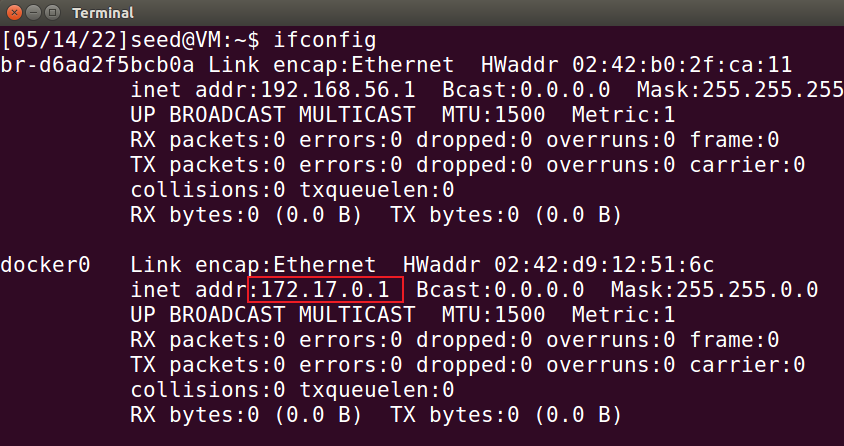 Terminal
[05/14/22]seed@VM:~$ ifconfig
br-d6ad2f5bcb0a Link encap:Ethernet  HWaddr 02:42:b0:2f:ca:11
          inet addr:192.168.56.1  Bcast:0.0.0.0  Mask:255.255.255
          UP BROADCAST MULTICAST  MTU:1500  Metric:1
          RX packets:0 errors:0 dropped:0 overruns:0 frame:0
          TX packets:0 errors:0 dropped:0 overruns:0 carrier:0
          collisions:0 txqueuelen:0
          RX bytes:0 (0.0 B)  TX bytes:0 (0.0 B)

docker0   Link encap:Ethernet  HWaddr 02:42:d9:12:51:6c
          inet addr:172.17.0.1  Bcast:0.0.0.0  Mask:255.255.0.0
          UP BROADCAST MULTICAST  MTU:1500  Metric:1
          RX packets:0 errors:0 dropped:0 overruns:0 frame:0
          TX packets:0 errors:0 dropped:0 overruns:0 carrier:0
          collisions:0 txqueuelen:0
          RX bytes:0 (0.0 B)  TX bytes:0 (0.0 B)